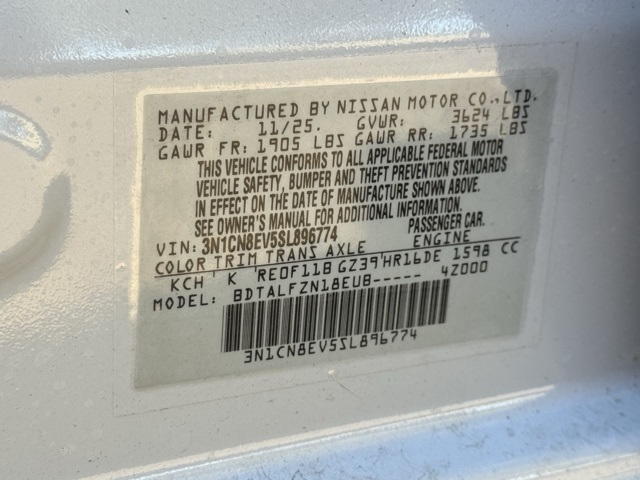 MANUFACTURED BY NISSAN MOTOR CO.,LTD.
DATE: 11/25. GVWR: 3624 LBS
GAWR FR: 1905 LBS GAWR RR: 1735 LBS
THIS VEHICLE CONFORMS TO ALL APPLICABLE FEDERAL MOTOR
VEHICLE SAFETY, BUMPER AND THEFT PREVENTION STANDARDS
IN EFFECT ON THE DATE OF MANUFACTURE SHOWN ABOVE.
SEE OWNER'S MANUAL FOR ADDITIONAL INFORMATION.
VIN: 3N1CN8EV5SL896774 PASSENGER CAR.
COLOR TRIM TRANS AXLE ENGINE
KCH ' K 'RE0F11B GZ39'HR16DE 1598 CC
MODEL: BDTALFZN18EUB----- 4Z000
3N1CN8EV5SL896774